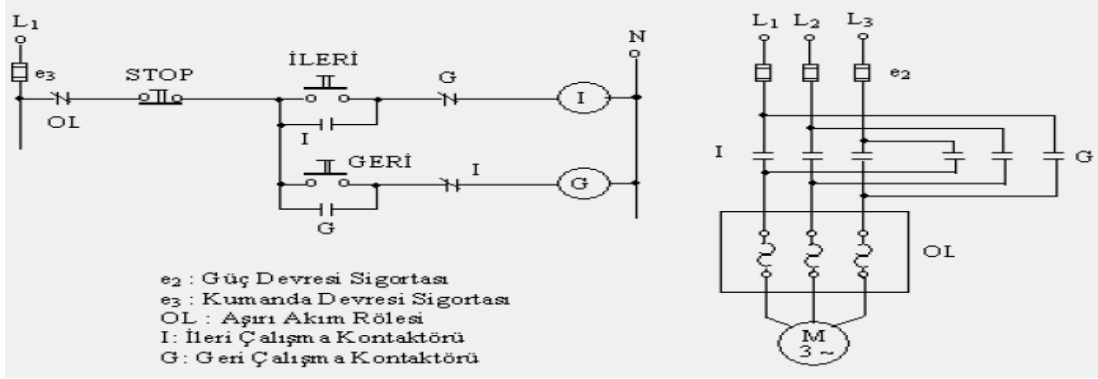 L₁
e₃
OL
STOP
İLERİ
I
G
I
N
GERİ
G
I
G
e₂ : Güç Devresi Sigortası
e₃ : Kumanda Devresi Sigortası
OL : Aşırı Akım Rölesi
I: İleri Çalışma Kontaktörü
G: Geri Çalışma Kontaktörü
L₁ L₂ L₃
e₂
I
G
OL
M
3 ~